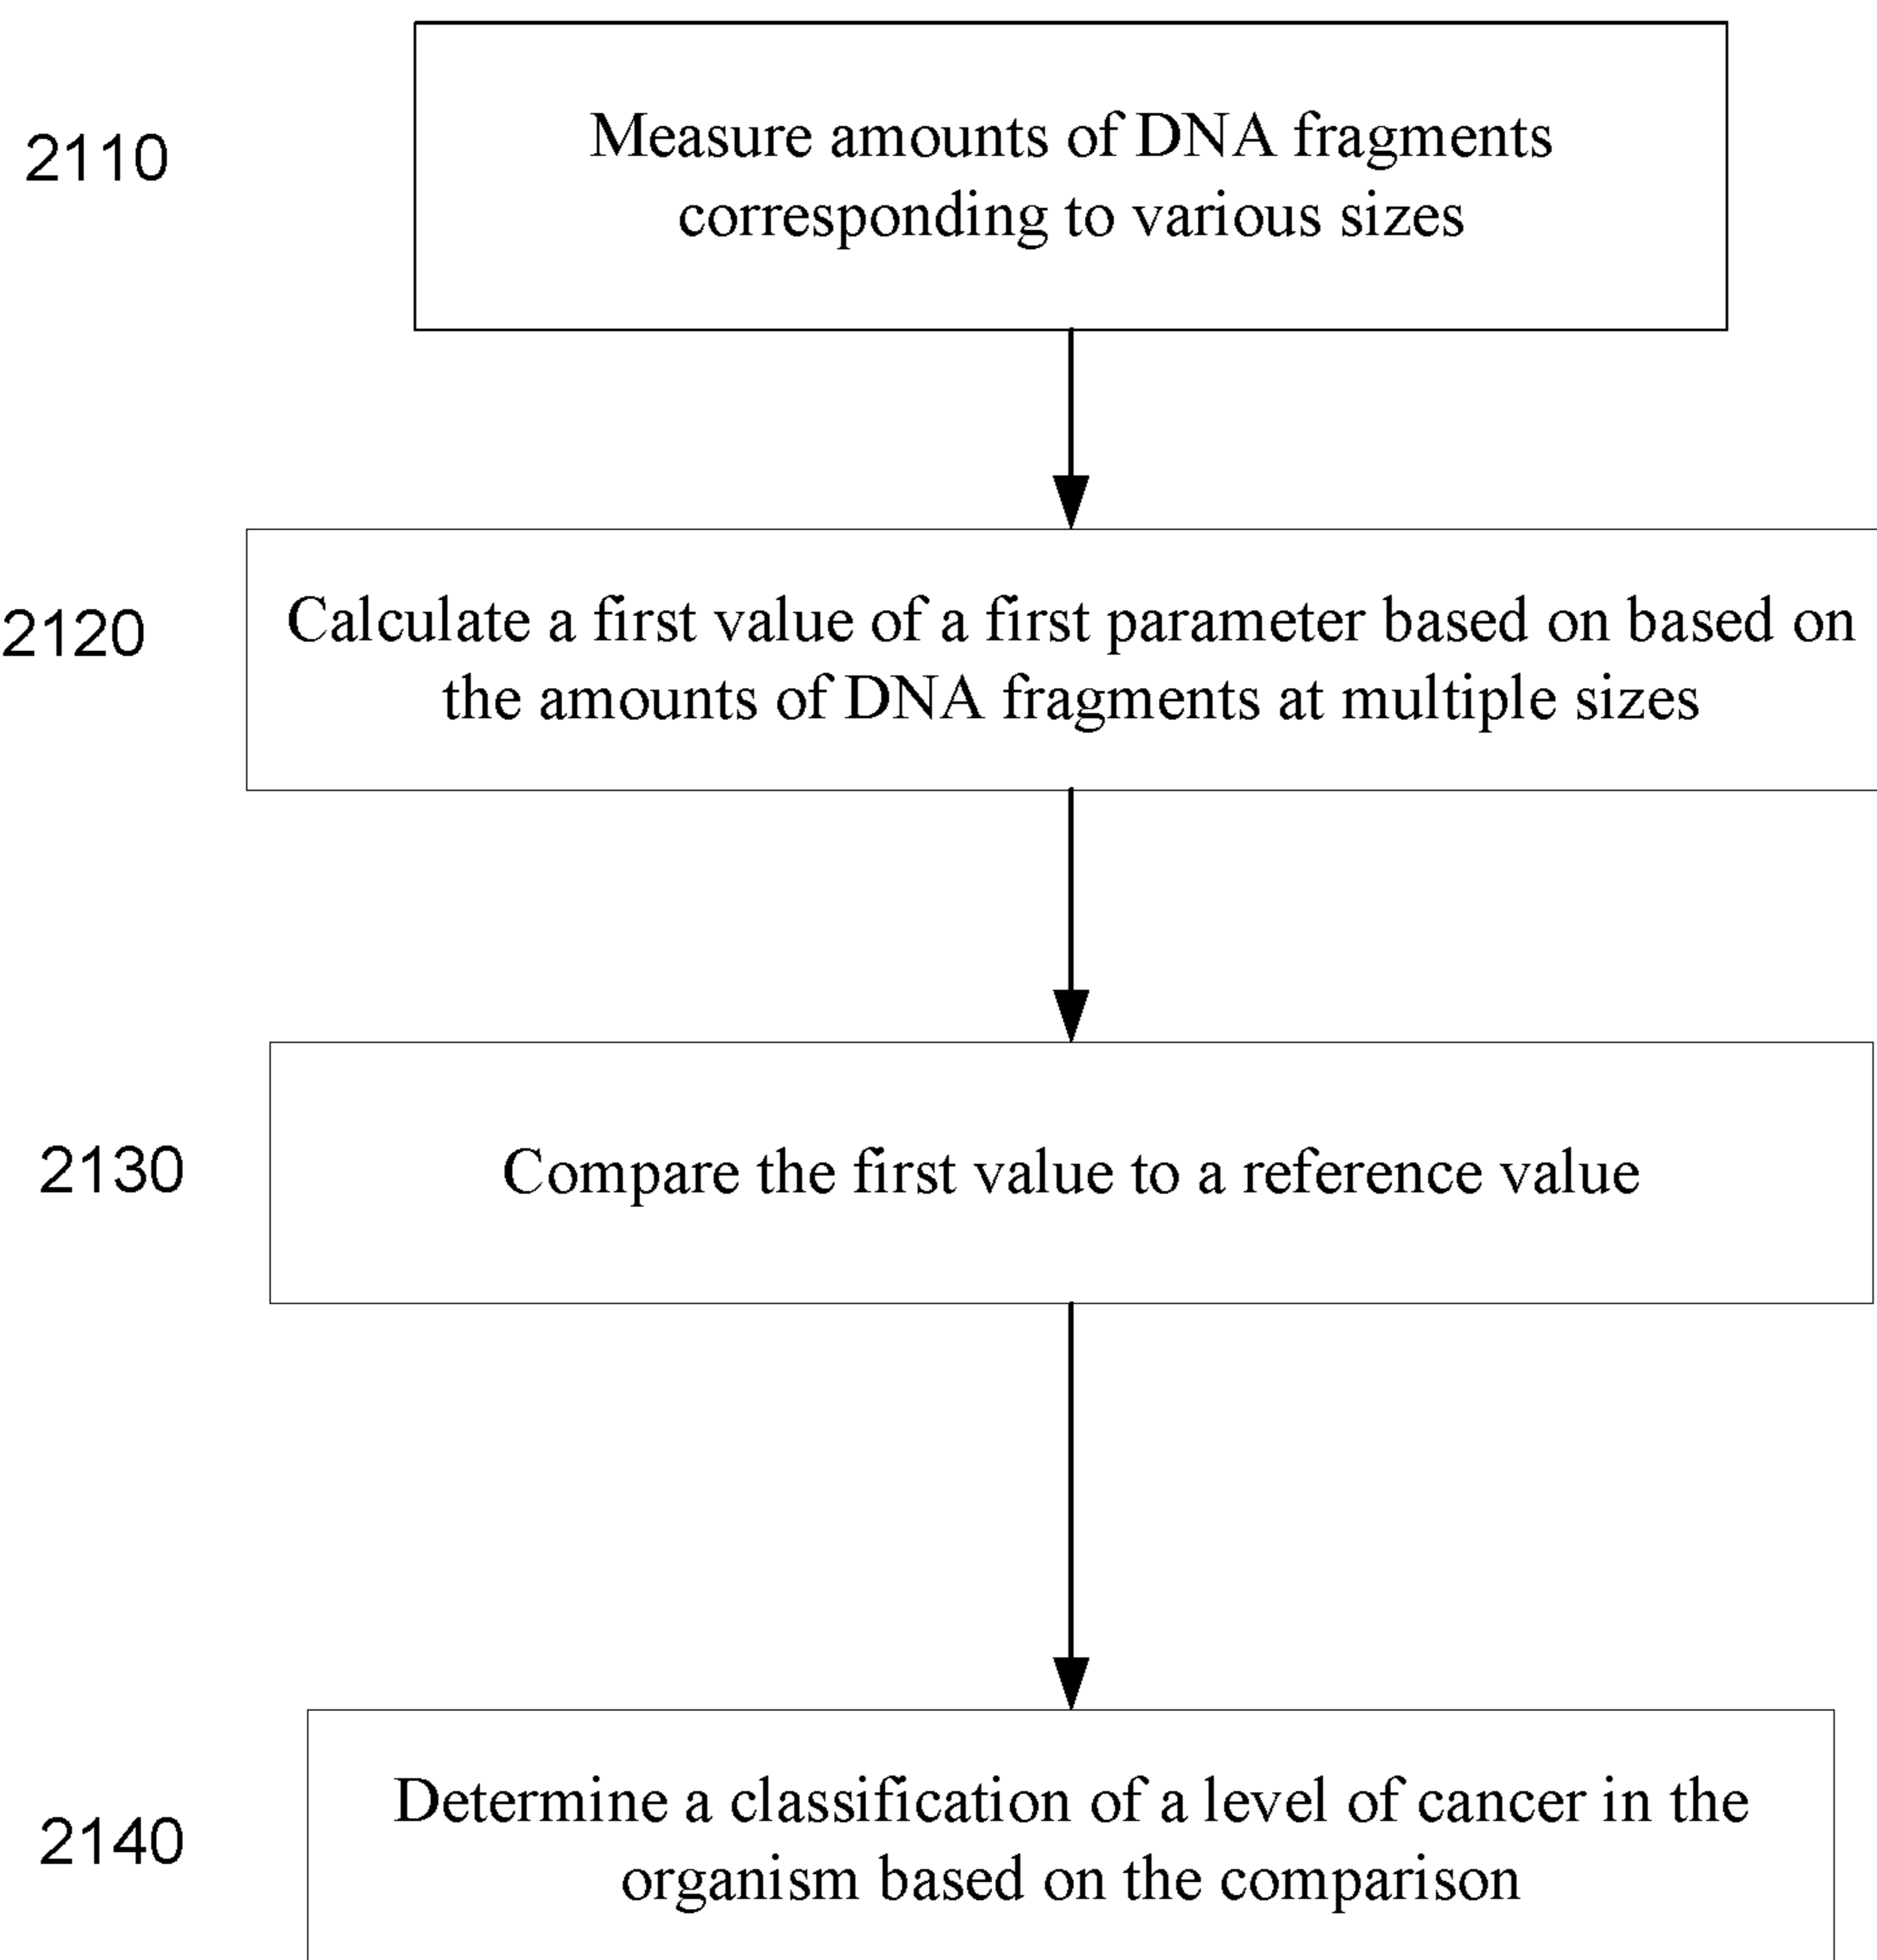 2110
Measure amounts of DNA fragments
corresponding to various sizes
2120
Calculate a first value of a first parameter based on based on
the amounts of DNA fragments at multiple sizes
2130
Compare the first value to a reference value
2140
Determine a classification of a level of cancer in the
organism based on the comparison